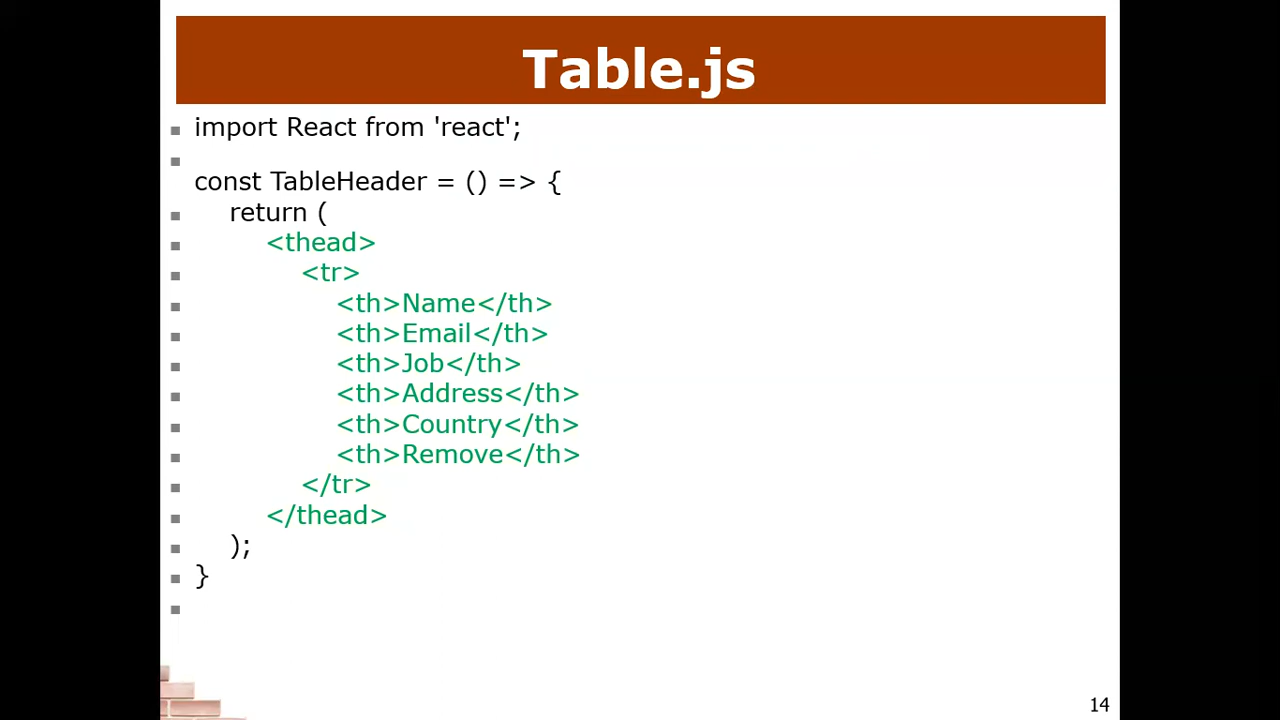 Table.js
import React from 'react';
const TableHeader = () => {
return (
<thead>
<tr>
<th>Name</th>
<th>Email</th>
<th>Job</th>
<th>Address</th>
<th>Country</th>
<th>Remove</th>
</tr>
</thead>
);
}
14